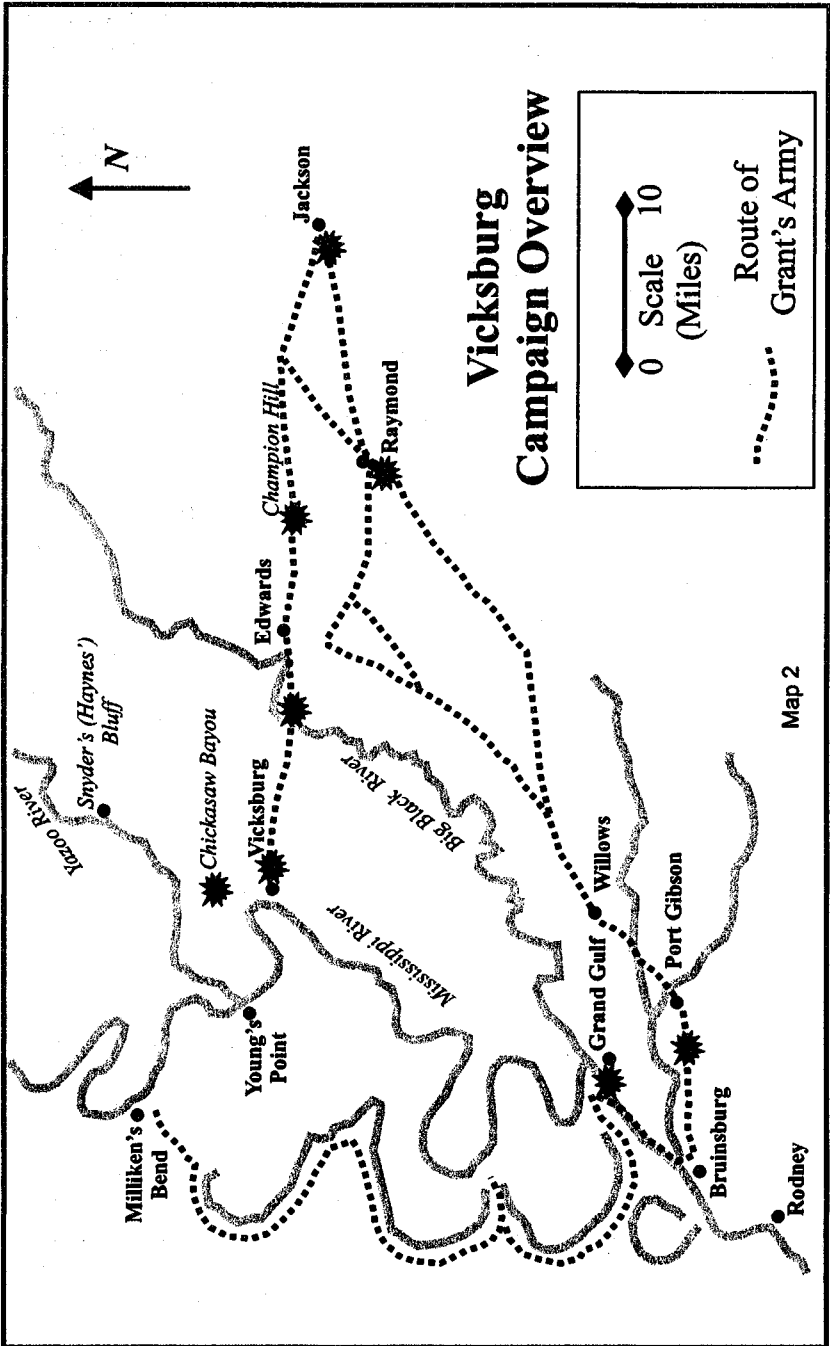 N
Yazoo River
Snyder's (Haynes')
Bluff
Chickasaw Bayou
Milliken's
Bend
Young's
Point
Vicksburg
Edwards
Champion Hill
Jackson
Raymond
Mississippi River
Big Black River
Willows
Grand Gulf
Port Gibson
Bruinsburg
Rodney
Vicksburg
Campaign Overview
0 Scale 10
(Miles)
Route of
Grant's Army
Map 2